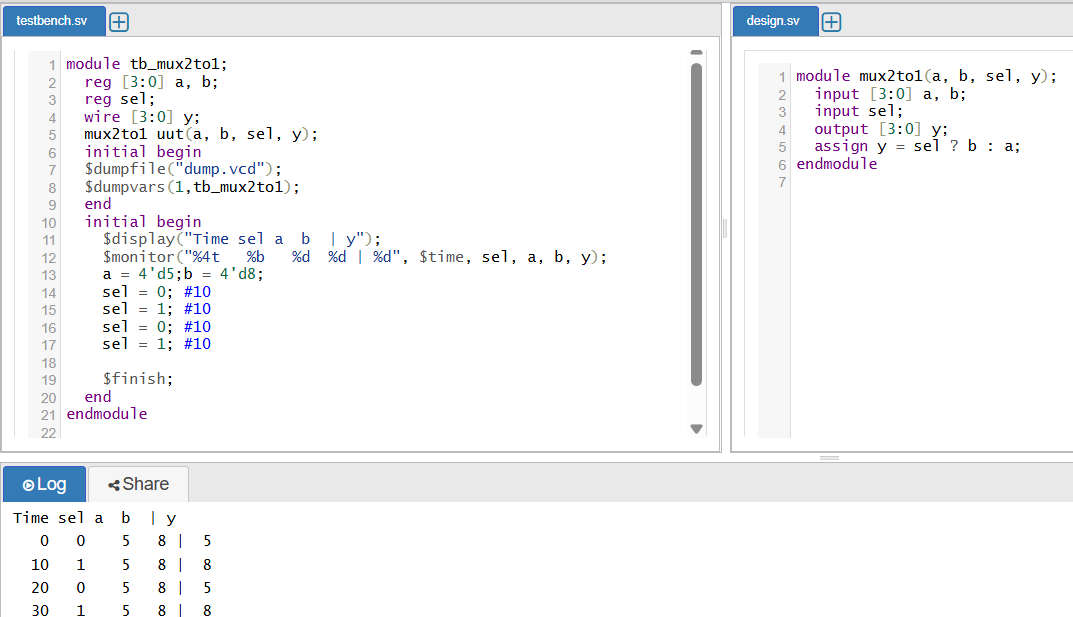 testbench.sv
1 module tb_mux2to1;
2   reg [3:0] a, b;
3   reg sel;
4   wire [3:0] y;
5   mux2to1 uut(a, b, sel, y);
6   initial begin
7   $dumpfile("dump.vcd");
8   $dumpvars(1,tb_mux2to1);
9   end
10   initial begin
11     $display("Time sel a  b  | y");
12     $monitor("%4t   %b   %d  %d | %d", $time, sel, a, b, y);
13     a = 4'd5;b = 4'd8;
14     sel = 0; #10
15     sel = 1; #10
16     sel = 0; #10
17     sel = 1; #10
18
19     $finish;
20   end
21 endmodule
22
design.sv
1 module mux2to1(a, b, sel, y);
2   input [3:0] a, b;
3   input sel;
4   output [3:0] y;
5   assign y = sel ? b : a;
6 endmodule
7
Log
Share
Time sel a  b  | y
   0   0    5   8 |  5
  10   1    5   8 |  8
  20   0    5   8 |  5
  30   1    5   8 |  8